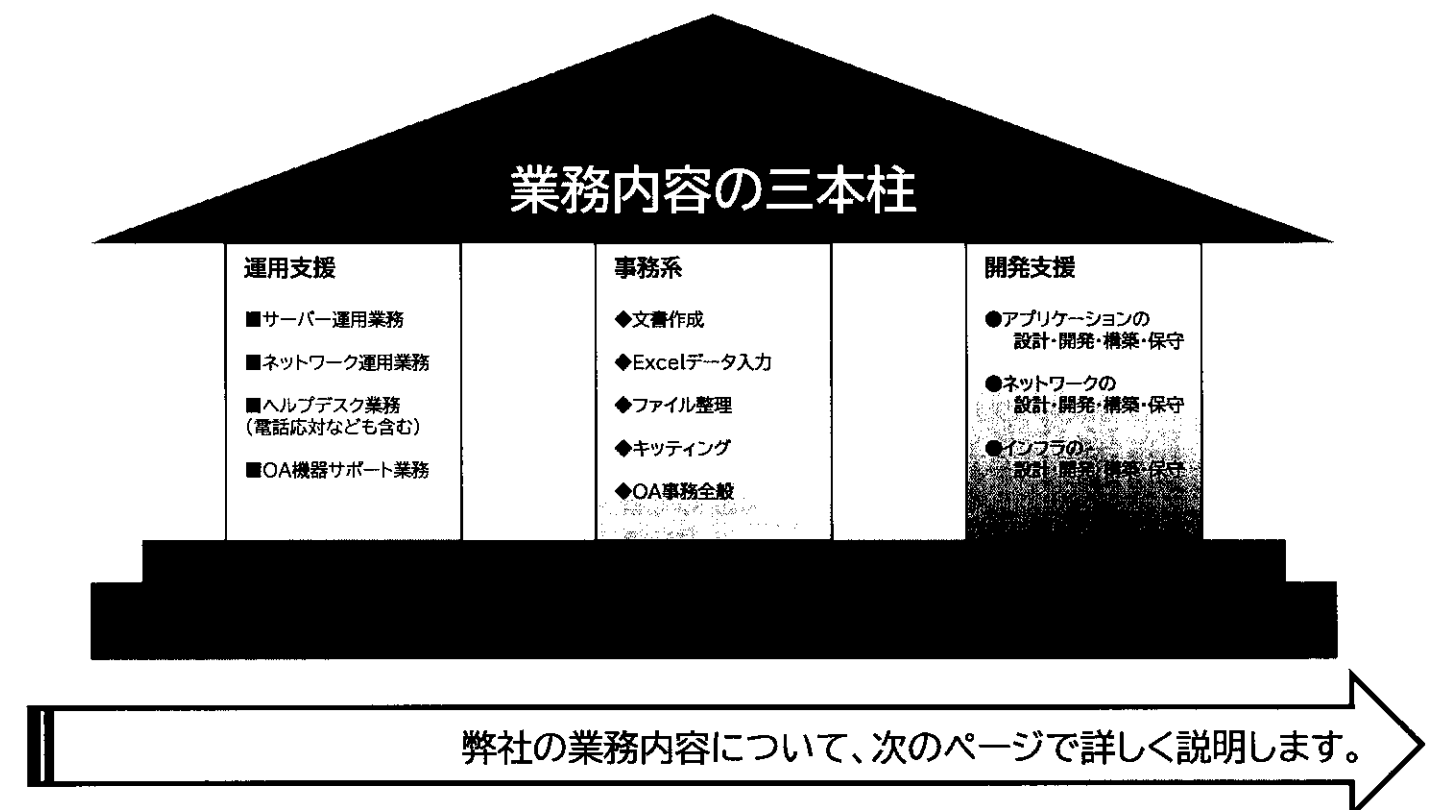 業務内容の三本柱
運用支援
■サーバー運用業務
■ネットワーク運用業務
■ヘルプデスク業務
（電話応対なども含む）
■OA機器サポート業務
事務系
◆文書作成
◆Excelデータ入力
◆ファイル整理
◆キッティング
◆OA事務全般
開発支援
●アプリケーションの
設計・開発・構築・保守
●ネットワークの
設計・開発・構築・保守
●インフラの
設計・開発・構築・保守
弊社の業務内容について、次のページで詳しく説明します。